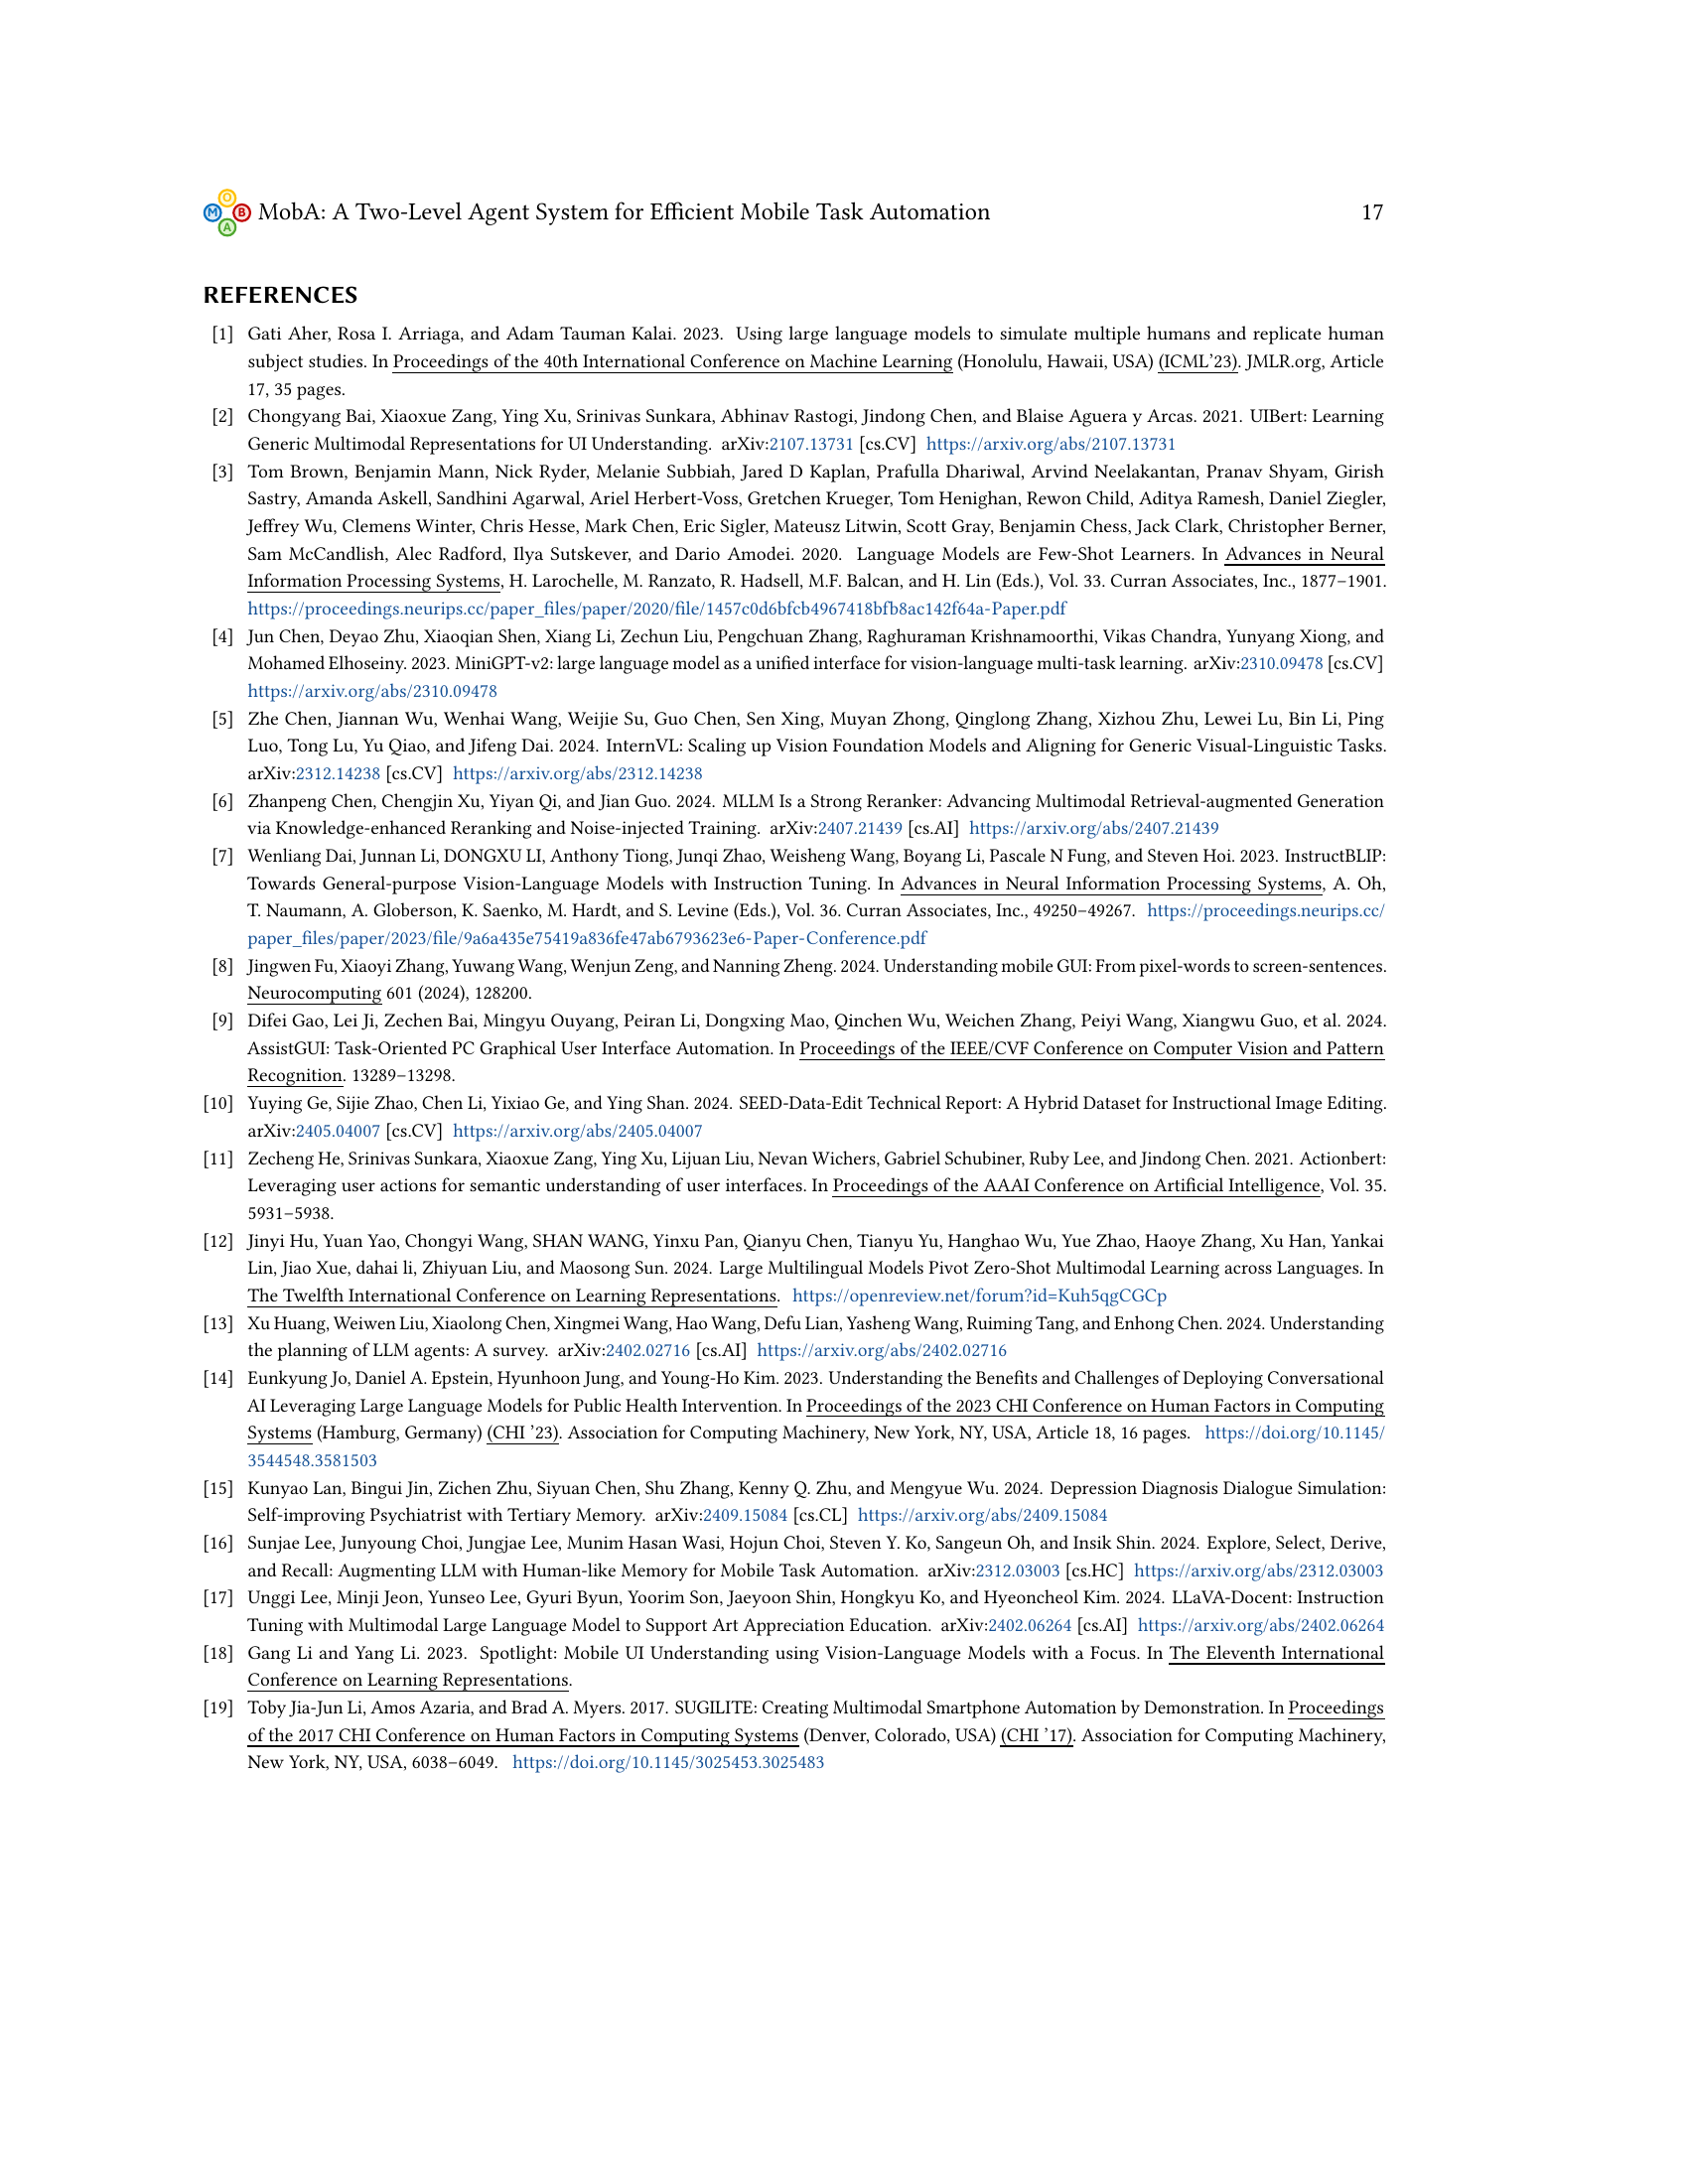 O
M B
A
MobA: A Two-Level Agent System for Efficient Mobile Task Automation 17
REFERENCES
[1] Gati Aher, Rosa I. Arriaga, and Adam Tauman Kalai. 2023. Using large language models to simulate multiple humans and replicate human
subject studies. In Proceedings of the 40th International Conference on Machine Learning (Honolulu, Hawaii, USA) (ICML’23). JMLR.org, Article
17, 35 pages.
[2] Chongyang Bai, Xiaoxue Zang, Ying Xu, Srinivas Sunkara, Abhinav Rastogi, Jindong Chen, and Blaise Aguera y Arcas. 2021. UIBert: Learning
Generic Multimodal Representations for UI Understanding. arXiv:2107.13731 [cs.CV] https://arxiv.org/abs/2107.13731
[3] Tom Brown, Benjamin Mann, Nick Ryder, Melanie Subbiah, Jared D Kaplan, Prafulla Dhariwal, Arvind Neelakantan, Pranav Shyam, Girish
Sastry, Amanda Askell, Sandhini Agarwal, Ariel Herbert-Voss, Gretchen Krueger, Tom Henighan, Rewon Child, Aditya Ramesh, Daniel Ziegler,
Jeffrey Wu, Clemens Winter, Chris Hesse, Mark Chen, Eric Sigler, Mateusz Litwin, Scott Gray, Benjamin Chess, Jack Clark, Christopher Berner,
Sam McCandlish, Alec Radford, Ilya Sutskever, and Dario Amodei. 2020. Language Models are Few-Shot Learners. In Advances in Neural
Information Processing Systems, H. Larochelle, M. Ranzato, R. Hadsell, M.F. Balcan, and H. Lin (Eds.), Vol. 33. Curran Associates, Inc., 1877–1901.
https://proceedings.neurips.cc/paper_files/paper/2020/file/1457c0d6bfcb4967418bfb8ac142f64a-Paper.pdf
[4] Jun Chen, Deyao Zhu, Xiaoqian Shen, Xiang Li, Zechun Liu, Pengchuan Zhang, Raghuraman Krishnamoorthi, Vikas Chandra, Yunyang Xiong, and
Mohamed Elhoseiny. 2023. MiniGPT-v2: large language model as a unified interface for vision-language multi-task learning. arXiv:2310.09478 [cs.CV]
https://arxiv.org/abs/2310.09478
[5] Zhe Chen, Jiannan Wu, Wenhai Wang, Weijie Su, Guo Chen, Sen Xing, Muyan Zhong, Qinglong Zhang, Xizhou Zhu, Lewei Lu, Bin Li, Ping
Luo, Tong Lu, Yu Qiao, and Jifeng Dai. 2024. InternVL: Scaling up Vision Foundation Models and Aligning for Generic Visual-Linguistic Tasks.
arXiv:2312.14238 [cs.CV] https://arxiv.org/abs/2312.14238
[6] Zhanpeng Chen, Chengjin Xu, Yiyan Qi, and Jian Guo. 2024. MLLM Is a Strong Reranker: Advancing Multimodal Retrieval-augmented Generation
via Knowledge-enhanced Reranking and Noise-injected Training. arXiv:2407.21439 [cs.AI] https://arxiv.org/abs/2407.21439
[7] Wenliang Dai, Junnan Li, DONGXU LI, Anthony Tiong, Junqi Zhao, Weisheng Wang, Boyang Li, Pascale N Fung, and Steven Hoi. 2023. InstructBLIP:
Towards General-purpose Vision-Language Models with Instruction Tuning. In Advances in Neural Information Processing Systems, A. Oh,
T. Naumann, A. Globerson, K. Saenko, M. Hardt, and S. Levine (Eds.), Vol. 36. Curran Associates, Inc., 49250–49267. https://proceedings.neurips.cc/
paper_files/paper/2023/file/9a6a435e75419a836fe47ab6793623e6-Paper-Conference.pdf
[8] Jingwen Fu, Xiaoyi Zhang, Yuwang Wang, Wenjun Zeng, and Nanning Zheng. 2024. Understanding mobile GUI: From pixel-words to screen-sentences.
Neurocomputing 601 (2024), 128200.
[9] Difei Gao, Lei Ji, Zechen Bai, Mingyu Ouyang, Peiran Li, Dongxing Mao, Qinchen Wu, Weichen Zhang, Peiyi Wang, Xiangwu Guo, et al. 2024.
AssistGUI: Task-Oriented PC Graphical User Interface Automation. In Proceedings of the IEEE/CVF Conference on Computer Vision and Pattern
Recognition. 13289–13298.
[10] Yuying Ge, Sijie Zhao, Chen Li, Yixiao Ge, and Ying Shan. 2024. SEED-Data-Edit Technical Report: A Hybrid Dataset for Instructional Image Editing.
arXiv:2405.04007 [cs.CV] https://arxiv.org/abs/2405.04007
[11] Zecheng He, Srinivas Sunkara, Xiaoxue Zang, Ying Xu, Lijuan Liu, Nevan Wichers, Gabriel Schubiner, Ruby Lee, and Jindong Chen. 2021. Actionbert:
Leveraging user actions for semantic understanding of user interfaces. In Proceedings of the AAAI Conference on Artificial Intelligence, Vol. 35.
5931–5938.
[12] Jinyi Hu, Yuan Yao, Chongyi Wang, SHAN WANG, Yinxu Pan, Qianyu Chen, Tianyu Yu, Hanghao Wu, Yue Zhao, Haoye Zhang, Xu Han, Yankai
Lin, Jiao Xue, dahai li, Zhiyuan Liu, and Maosong Sun. 2024. Large Multilingual Models Pivot Zero-Shot Multimodal Learning across Languages. In
The Twelfth International Conference on Learning Representations. https://openreview.net/forum?id=Kuh5qgCGCp
[13] Xu Huang, Weiwen Liu, Xiaolong Chen, Xingmei Wang, Hao Wang, Defu Lian, Yasheng Wang, Ruiming Tang, and Enhong Chen. 2024. Understanding
the planning of LLM agents: A survey. arXiv:2402.02716 [cs.AI] https://arxiv.org/abs/2402.02716
[14] Eunkyung Jo, Daniel A. Epstein, Hyunhoon Jung, and Young-Ho Kim. 2023. Understanding the Benefits and Challenges of Deploying Conversational
AI Leveraging Large Language Models for Public Health Intervention. In Proceedings of the 2023 CHI Conference on Human Factors in Computing
Systems (Hamburg, Germany) (CHI ’23). Association for Computing Machinery, New York, NY, USA, Article 18, 16 pages. https://doi.org/10.1145/
3544548.3581503
[15] Kunyao Lan, Bingui Jin, Zichen Zhu, Siyuan Chen, Shu Zhang, Kenny Q. Zhu, and Mengyue Wu. 2024. Depression Diagnosis Dialogue Simulation:
Self-improving Psychiatrist with Tertiary Memory. arXiv:2409.15084 [cs.CL] https://arxiv.org/abs/2409.15084
[16] Sunjae Lee, Junyoung Choi, Jungjae Lee, Munim Hasan Wasi, Hojun Choi, Steven Y. Ko, Sangeun Oh, and Insik Shin. 2024. Explore, Select, Derive,
and Recall: Augmenting LLM with Human-like Memory for Mobile Task Automation. arXiv:2312.03003 [cs.HC] https://arxiv.org/abs/2312.03003
[17] Unggi Lee, Minji Jeon, Yunseo Lee, Gyuri Byun, Yoorim Son, Jaeyoon Shin, Hongkyu Ko, and Hyeoncheol Kim. 2024. LLaVA-Docent: Instruction
Tuning with Multimodal Large Language Model to Support Art Appreciation Education. arXiv:2402.06264 [cs.AI] https://arxiv.org/abs/2402.06264
[18] Gang Li and Yang Li. 2023. Spotlight: Mobile UI Understanding using Vision-Language Models with a Focus. In The Eleventh International
Conference on Learning Representations.
[19] Toby Jia-Jun Li, Amos Azaria, and Brad A. Myers. 2017. SUGILITE: Creating Multimodal Smartphone Automation by Demonstration. In Proceedings
of the 2017 CHI Conference on Human Factors in Computing Systems (Denver, Colorado, USA) (CHI ’17). Association for Computing Machinery,
New York, NY, USA, 6038–6049. https://doi.org/10.1145/3025453.3025483